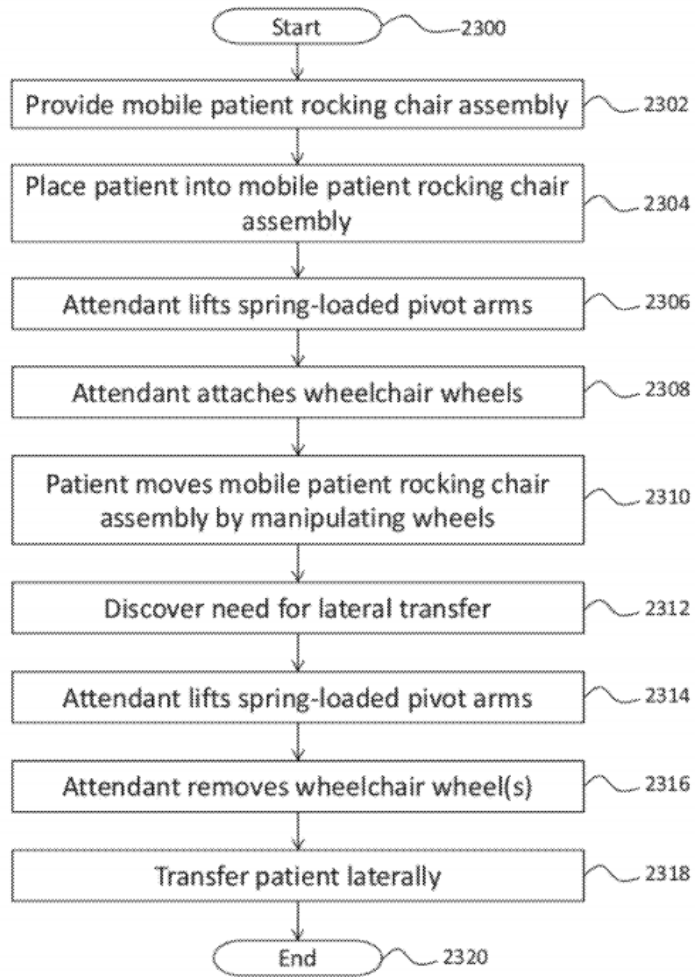 Start
2300
Provide mobile patient rocking chair assembly
2302
Place patient into mobile patient rocking chair
assembly
2304
Attendant lifts spring-loaded pivot arms
2306
Attendant attaches wheelchair wheels
2308
Patient moves mobile patient rocking chair
assembly by manipulating wheels
2310
Discover need for lateral transfer
2312
Attendant lifts spring-loaded pivot arms
2314
Attendant removes wheelchair wheel(s)
2316
Transfer patient laterally
2318
End
2320